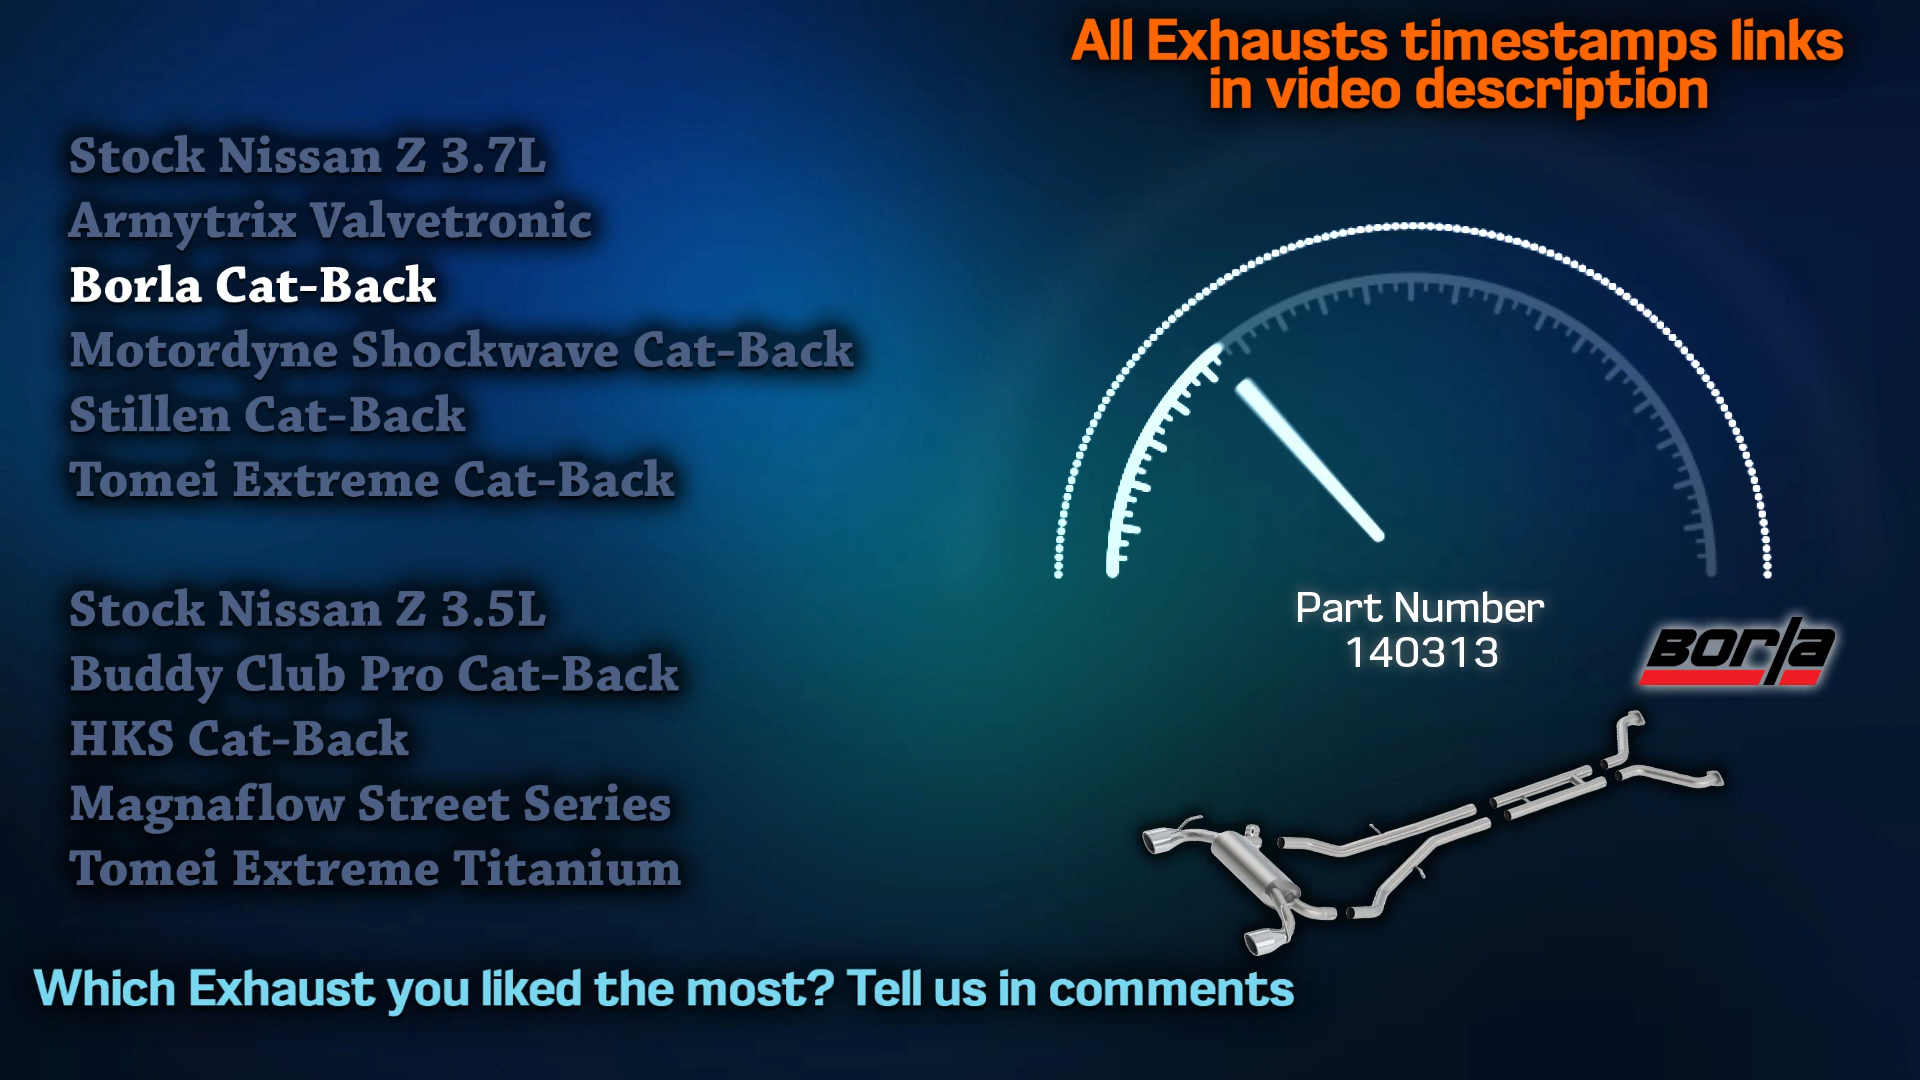 All Exhausts timestamps links
in video description
Stock Nissan Z 3.7L
Armytrix Valvetronic
Borla Cat-Back
Motordyne Shockwave Cat-Back
Stillen Cat-Back
Tomei Extreme Cat-Back
Stock Nissan Z 3.5L
Buddy Club Pro Cat-Back
HKS Cat-Back
Magnaflow Street Series
Tomei Extreme Titanium
Part Number
140313
BORLA
Which Exhaust you liked the most? Tell us in comments